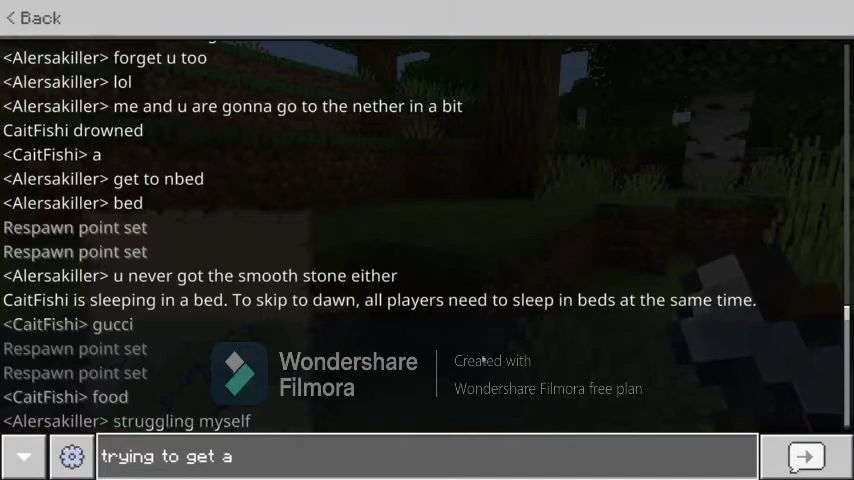 Back
<Alersakiller> forget u too
<Alersakiller> lol
<Alersakiller> me and u are gonna go to the nether in a bit
CaitFishi drowned
<CaitFishi> a
<Alersakiller> get to nbed
<Alersakiller> bed
Respawn point set
Respawn point set
<Alersakiller> u never got the smooth stone either
CaitFishi is sleeping in a bed. To skip to dawn, all players need to sleep in beds at the same time.
<CaitFishi> gucci
Respawn point set
Respawn point set
<CaitFishi> food
<Alersakiller> struggling myself
Wondershare
Filmora
Created with
Wondershare Filmora free plan
trying to get a